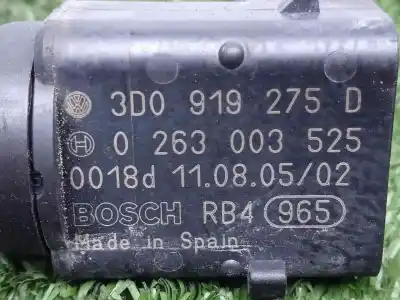 3D0 919 275 D
0 263 003 525
0018d 11.08.05/02
BOSCH RB4 965
Made in Spain